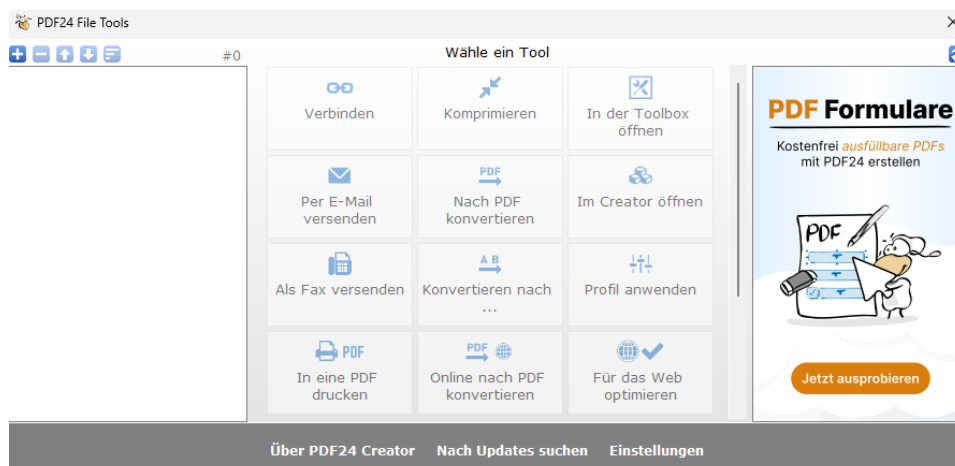 PDF24 File Tools
#0
Wähle ein Tool
Verbinden
Komprimieren
In der Toolbox
öffnen
Per E-Mail
versenden
PDF
Nach PDF
konvertieren
Im Creator öffnen
Als Fax versenden
A B
Konvertieren nach
...
Profil anwenden
PDF
In eine PDF
drucken
PDF
Online nach PDF
konvertieren
Für das Web
optimieren
PDF Formulare
Kostenfrei ausfüllbare PDFs
mit PDF24 erstellen
PDF
Jetzt ausprobieren
Über PDF24 Creator
Nach Updates suchen
Einstellungen